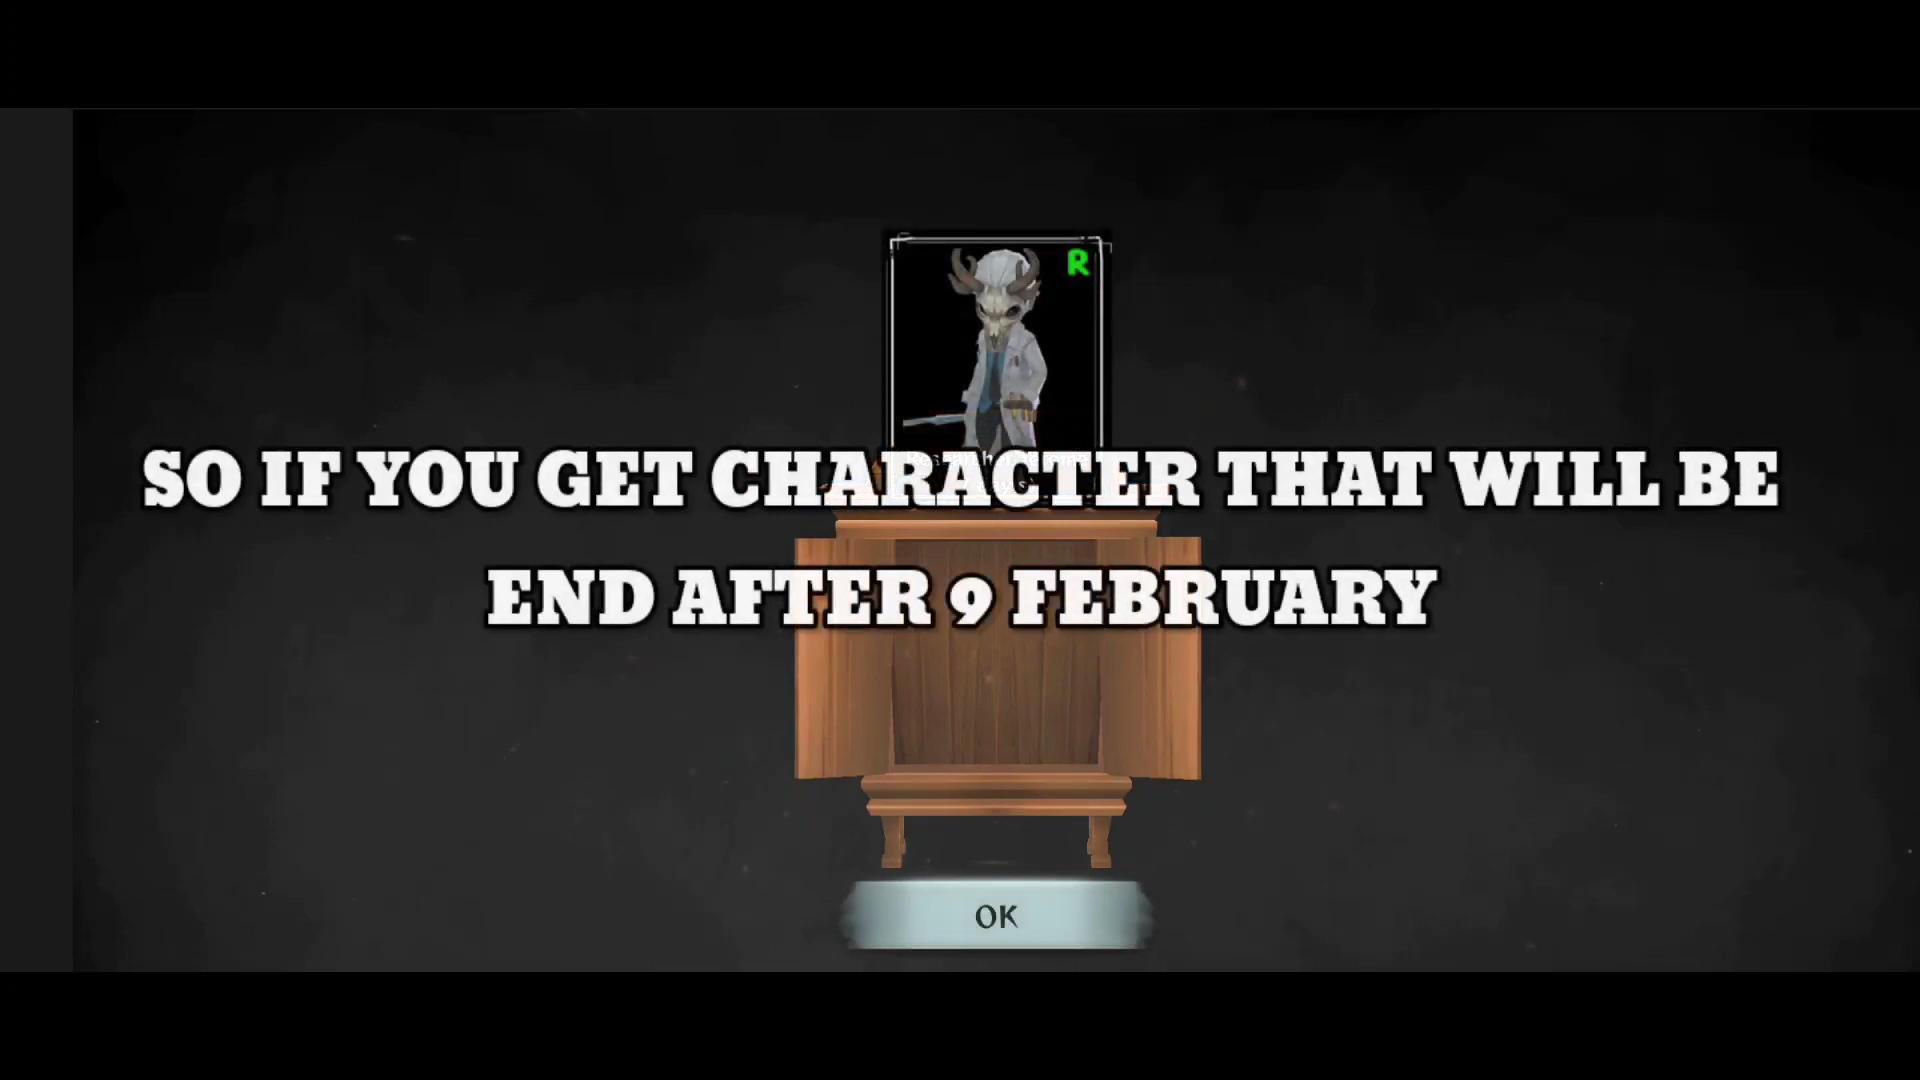 R
SO IF YOU GET CHARACTER THAT WILL BE
END AFTER 9 FEBRUARY
OK